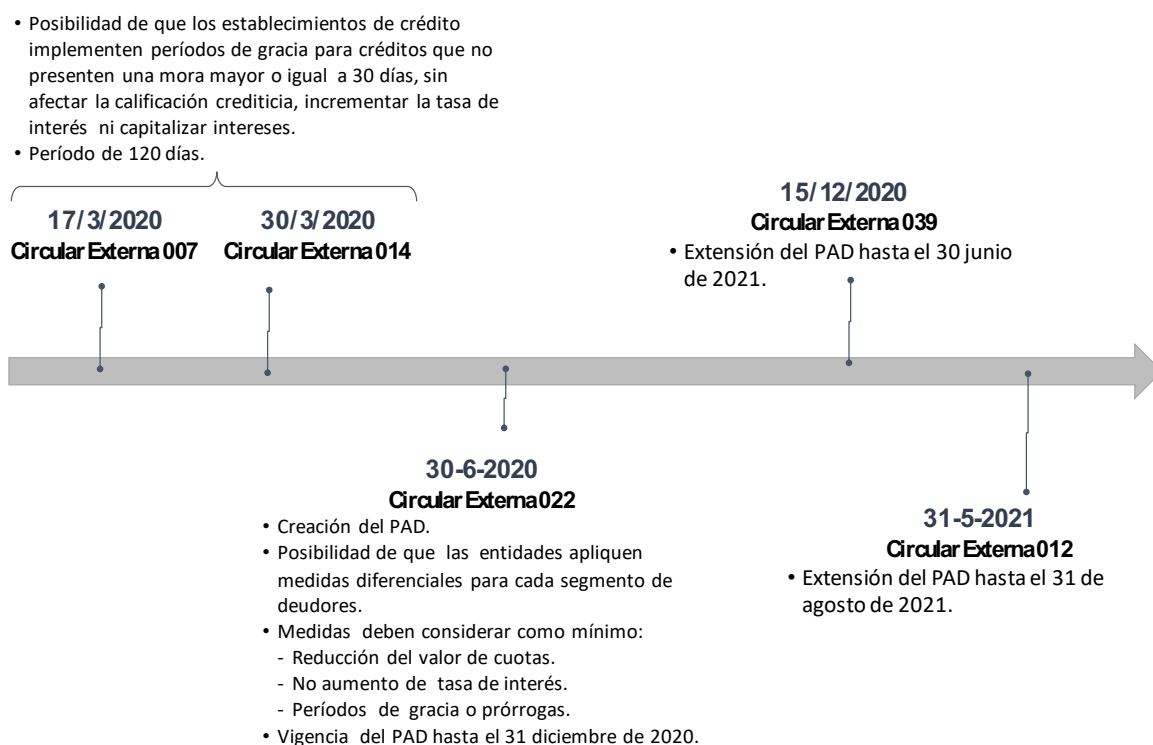 • Posibilidad de que los establecimientos de crédito
implementen períodos de gracia para créditos que no
presenten una mora mayor o igual a 30 días, sin
afectar la calificación crediticia, incrementar la tasa de
interés ni capitalizar intereses.
• Período de 120 días.
17/3/2020
Circular Externa 007
30/3/2020
Circular Externa 014
15/12/2020
Circular Externa 039
• Extensión del PAD hasta el 30 junio
de 2021.
30-6-2020
Circular Externa 022
• Creación del PAD.
• Posibilidad de que las entidades apliquen
medidas diferenciales para cada segmento de
deudores.
• Medidas deben considerar como mínimo:
- Reducción del valor de cuotas.
- No aumento de tasa de interés.
- Períodos de gracia o prórrogas.
• Vigencia del PAD hasta el 31 diciembre de 2020.
31-5-2021
Circular Externa 012
• Extensión del PAD hasta el 31 de
agosto de 2021.